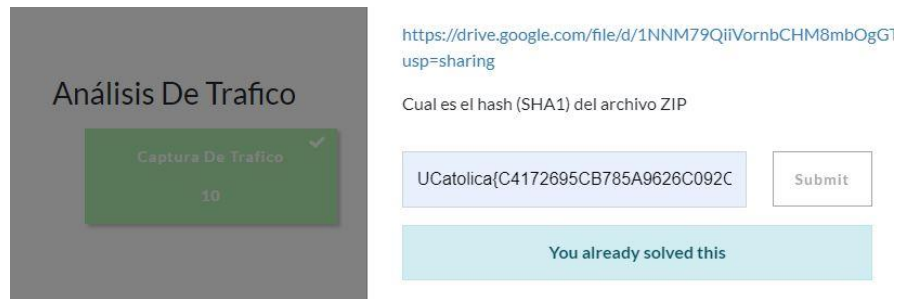 Análisis De Trafico
Captura De Trafico
10
https://drive.google.com/file/d/1NNM79QiiVornbCHM8mbOgG
usp=sharing
Cual es el hash (SHA1) del archivo ZIP
UCatolica{C4172695CB785A9626C092C
Submit
You already solved this